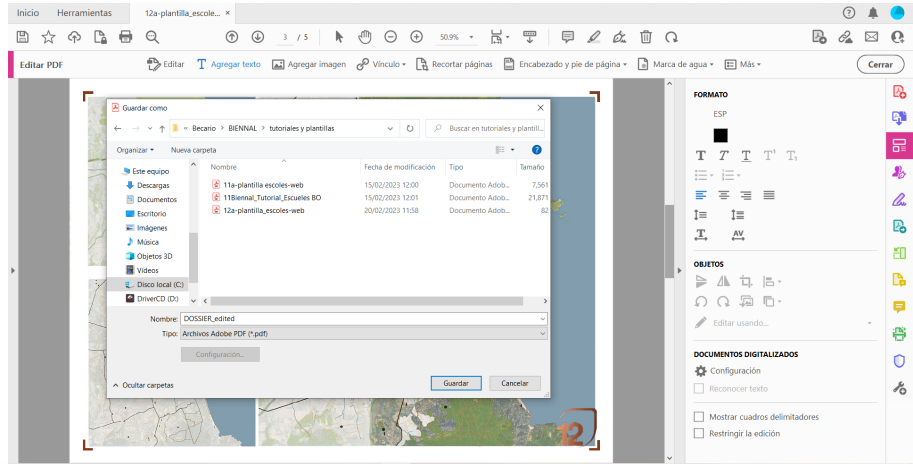 Inicio Herramientas 12a-plantilla_escole... ×
3 / 5 50.9%
Editar PDF Editar Agregar texto Agregar imagen Vínculo Recortar páginas Encabezado y pie de página Marca de agua Más Cerrar
Guardar como
« Becario > BIENNAL > tutoriales y plantillas Buscar en tutoriales y plantill...
Organizar Nueva carpeta
Este equipo
Descargas
Documentos
Escritorio
Imágenes
Música
Objetos 3D
Vídeos
Disco local (C:)
DriverCD (D:)
Nombre Fecha de modificación Tipo Tamaño
11a-plantilla escoles-web 15/02/2023 12:00 Documento Adob... 7,561
11Biennal_Tutorial_Escueles BO 15/02/2023 12:01 Documento Adob... 21,871
12a-plantilla_escoles-web 20/02/2023 11:58 Documento Adob... 82
Nombre: DOSSIER_edited
Tipo: Archivos Adobe PDF (*.pdf)
Configuración...
Ocultar carpetas Guardar Cancelar
12
FORMATO
ESP
T T T T¹ T₁
T AV
OBJETOS
Editar usando...
DOCUMENTOS DIGITALIZADOS
Configuración
Reconocer texto
Mostrar cuadros delimitadores
Restringir la edición